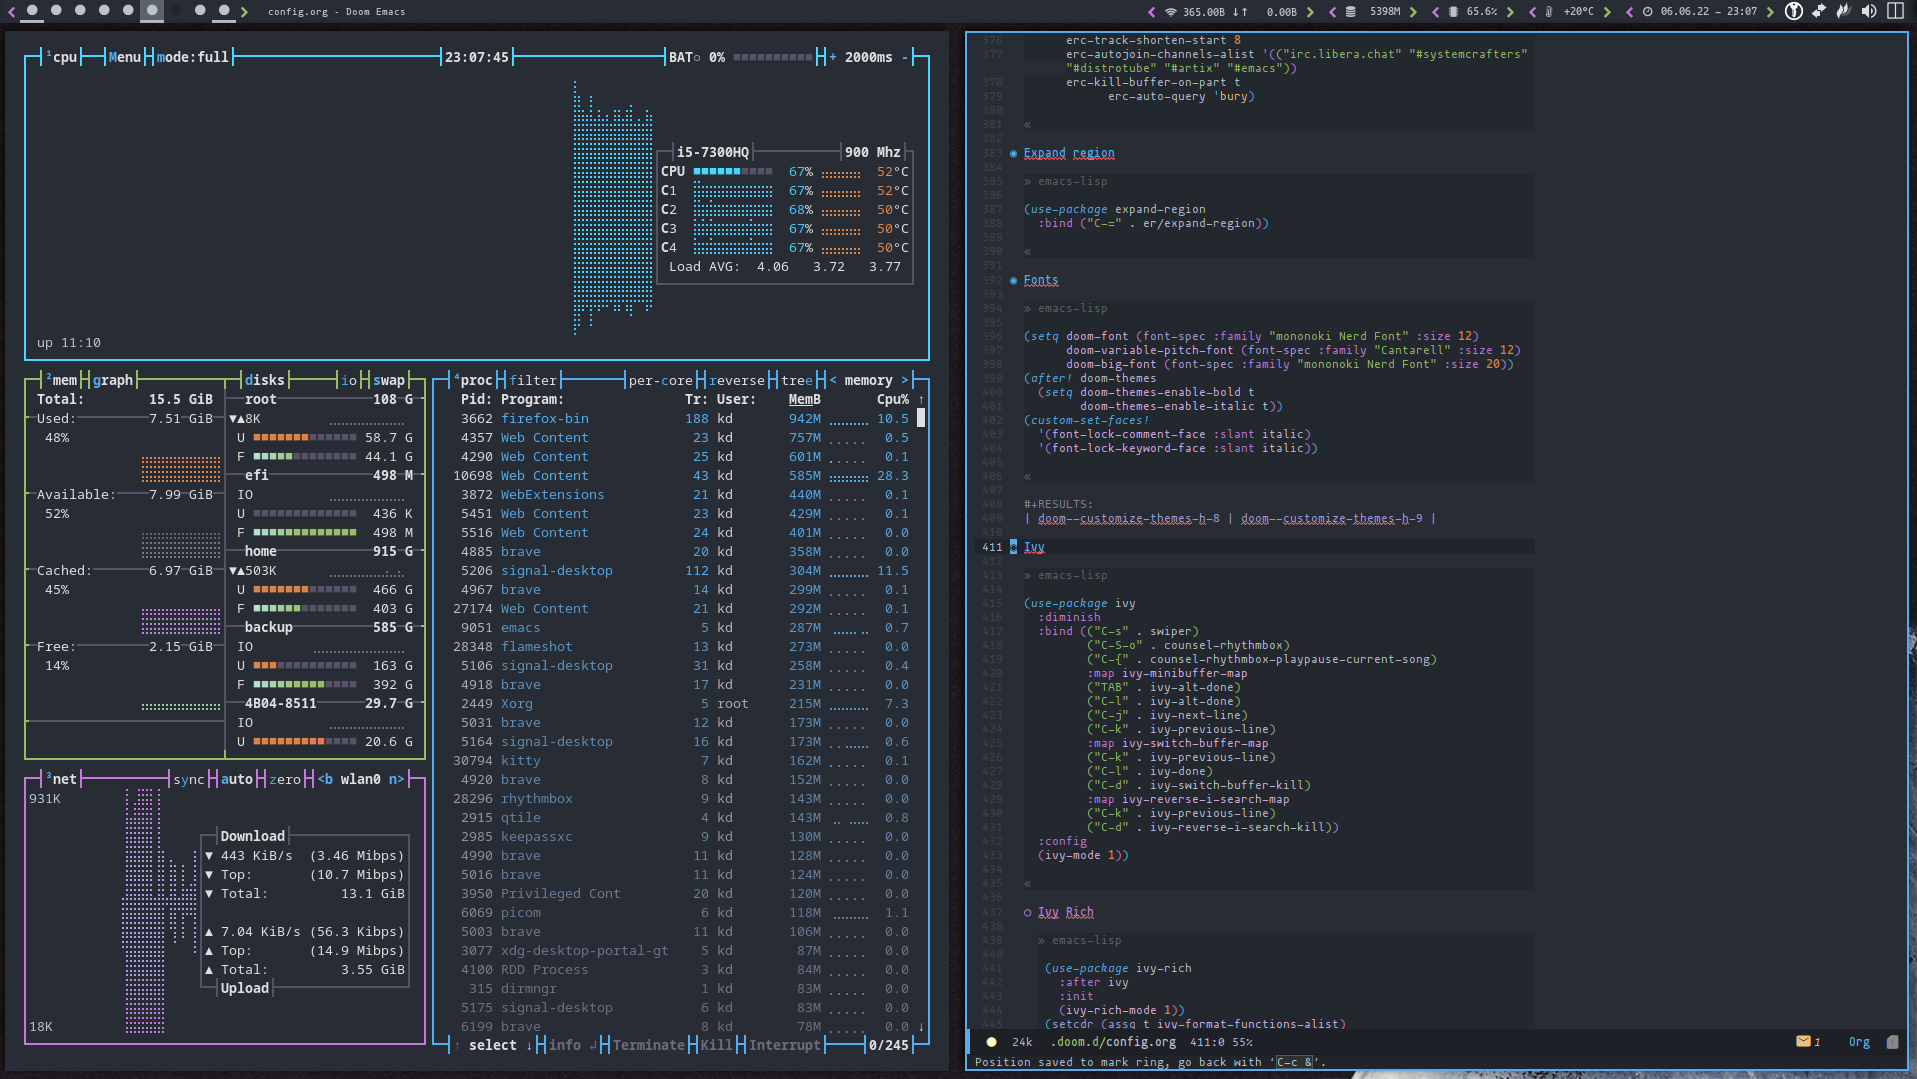 config.org - Doom Emacs
365.00B ↓↑ 0.00B
5398M
65.6%
+20°C
06.06.22 - 23:07
¹cpu Menu mode:full 23:07:45 BAT○ 0% + 2000ms -
i5-7300HQ 900 Mhz
CPU 67% 52°C
C1 67% 52°C
C2 68% 50°C
C3 67% 50°C
C4 67% 50°C
Load AVG: 4.06 3.72 3.77
up 11:10
²mem graph disks io swap
Total: 15.5 GiB
Used: 7.51 GiB
48%
Available: 7.99 GiB
52%
Cached: 6.97 GiB
45%
Free: 2.15 GiB
14%
root 108 G
▼▲8K
U 58.7 G
F 44.1 G
efi 498 M
IO
U 436 K
F 498 M
home 915 G
▼▲503K
U 466 G
F 403 G
backup 585 G
IO
U 163 G
F 392 G
4B04-8511 29.7 G
IO
U 20.6 G
³net sync auto zero <b wlan0 n>
931K
Download
▼ 443 KiB/s (3.46 Mibps)
▼ Top: (10.7 Mibps)
▼ Total: 13.1 GiB
▲ 7.04 KiB/s (56.3 Kibps)
▲ Top: (14.9 Mibps)
▲ Total: 3.55 GiB
Upload
18K
⁴proc filter per-core reverse tree < memory >
Pid: Program: Tr: User: MemB Cpu% ↑
3662 firefox-bin 188 kd 942M 10.5
4357 Web Content 23 kd 757M 0.5
4290 Web Content 25 kd 601M 0.1
10698 Web Content 43 kd 585M 28.3
3872 WebExtensions 21 kd 440M 0.1
5451 Web Content 23 kd 429M 0.1
5516 Web Content 24 kd 401M 0.0
4885 brave 20 kd 358M 0.0
5206 signal-desktop 112 kd 304M 11.5
4967 brave 14 kd 299M 0.1
27174 Web Content 21 kd 292M 0.1
9051 emacs 5 kd 287M 0.7
28348 flameshot 13 kd 273M 0.0
5106 signal-desktop 31 kd 258M 0.4
4918 brave 17 kd 231M 0.0
2449 Xorg 5 root 215M 7.3
5031 brave 12 kd 173M 0.0
5164 signal-desktop 16 kd 173M 0.6
30794 kitty 7 kd 162M 0.1
4920 brave 8 kd 152M 0.0
28296 rhythmbox 9 kd 143M 0.0
2915 qtile 4 kd 143M 0.8
2985 keepassxc 9 kd 130M 0.0
4990 brave 11 kd 128M 0.0
5016 brave 11 kd 124M 0.0
3950 Privileged Cont 20 kd 120M 0.0
6069 picom 6 kd 118M 1.1
5003 brave 11 kd 106M 0.0
3077 xdg-desktop-portal-gt 5 kd 87M 0.0
4100 RDD Process 3 kd 84M 0.0
315 dirmngr 1 kd 83M 0.0
5175 signal-desktop 6 kd 83M 0.0
6199 brave 8 kd 78M 0.0 ↓
↑ select ↓ info ↲ Terminate Kill Interrupt 0/245
376 erc-track-shorten-start 8
377 erc-autojoin-channels-alist '(("irc.libera.chat" "#systemcrafters"
"#distrotube" "#artix" "#emacs"))
378 erc-kill-buffer-on-part t
379 erc-auto-query 'bury)
380
381 «
382
383 ◉ Expand region
384
385 » emacs-lisp
386
387 (use-package expand-region
388 :bind ("C-=" . er/expand-region))
389
390 «
391
392 ◉ Fonts
393
394 » emacs-lisp
395
396 (setq doom-font (font-spec :family "mononoki Nerd Font" :size 12)
397 doom-variable-pitch-font (font-spec :family "Cantarell" :size 12)
398 doom-big-font (font-spec :family "mononoki Nerd Font" :size 20))
399 (after! doom-themes
400 (setq doom-themes-enable-bold t
401 doom-themes-enable-italic t))
402 (custom-set-faces!
403 '(font-lock-comment-face :slant italic)
404 '(font-lock-keyword-face :slant italic))
405
406 «
407
408 #+RESULTS:
409 | doom--customize-themes-h-8 | doom--customize-themes-h-9 |
410
411 Ivy
412
413 » emacs-lisp
414
415 (use-package ivy
416 :diminish
417 :bind (("C-s" . swiper)
418 ("C-S-o" . counsel-rhythmbox)
419 ("C-{" . counsel-rhythmbox-playpause-current-song)
420 :map ivy-minibuffer-map
421 ("TAB" . ivy-alt-done)
422 ("C-l" . ivy-alt-done)
423 ("C-j" . ivy-next-line)
424 ("C-k" . ivy-previous-line)
425 :map ivy-switch-buffer-map
426 ("C-k" . ivy-previous-line)
427 ("C-l" . ivy-done)
428 ("C-d" . ivy-switch-buffer-kill)
429 :map ivy-reverse-i-search-map
430 ("C-k" . ivy-previous-line)
431 ("C-d" . ivy-reverse-i-search-kill))
432 :config
433 (ivy-mode 1))
434
435 «
436
437 ○ Ivy Rich
438
439 » emacs-lisp
440
441 (use-package ivy-rich
442 :after ivy
443 :init
444 (ivy-rich-mode 1))
445 (setcdr (assq t ivy-format-functions-alist)
24k .doom.d/config.org 411:0 55% 1 Org
Position saved to mark ring, go back with ‘C-c &’.